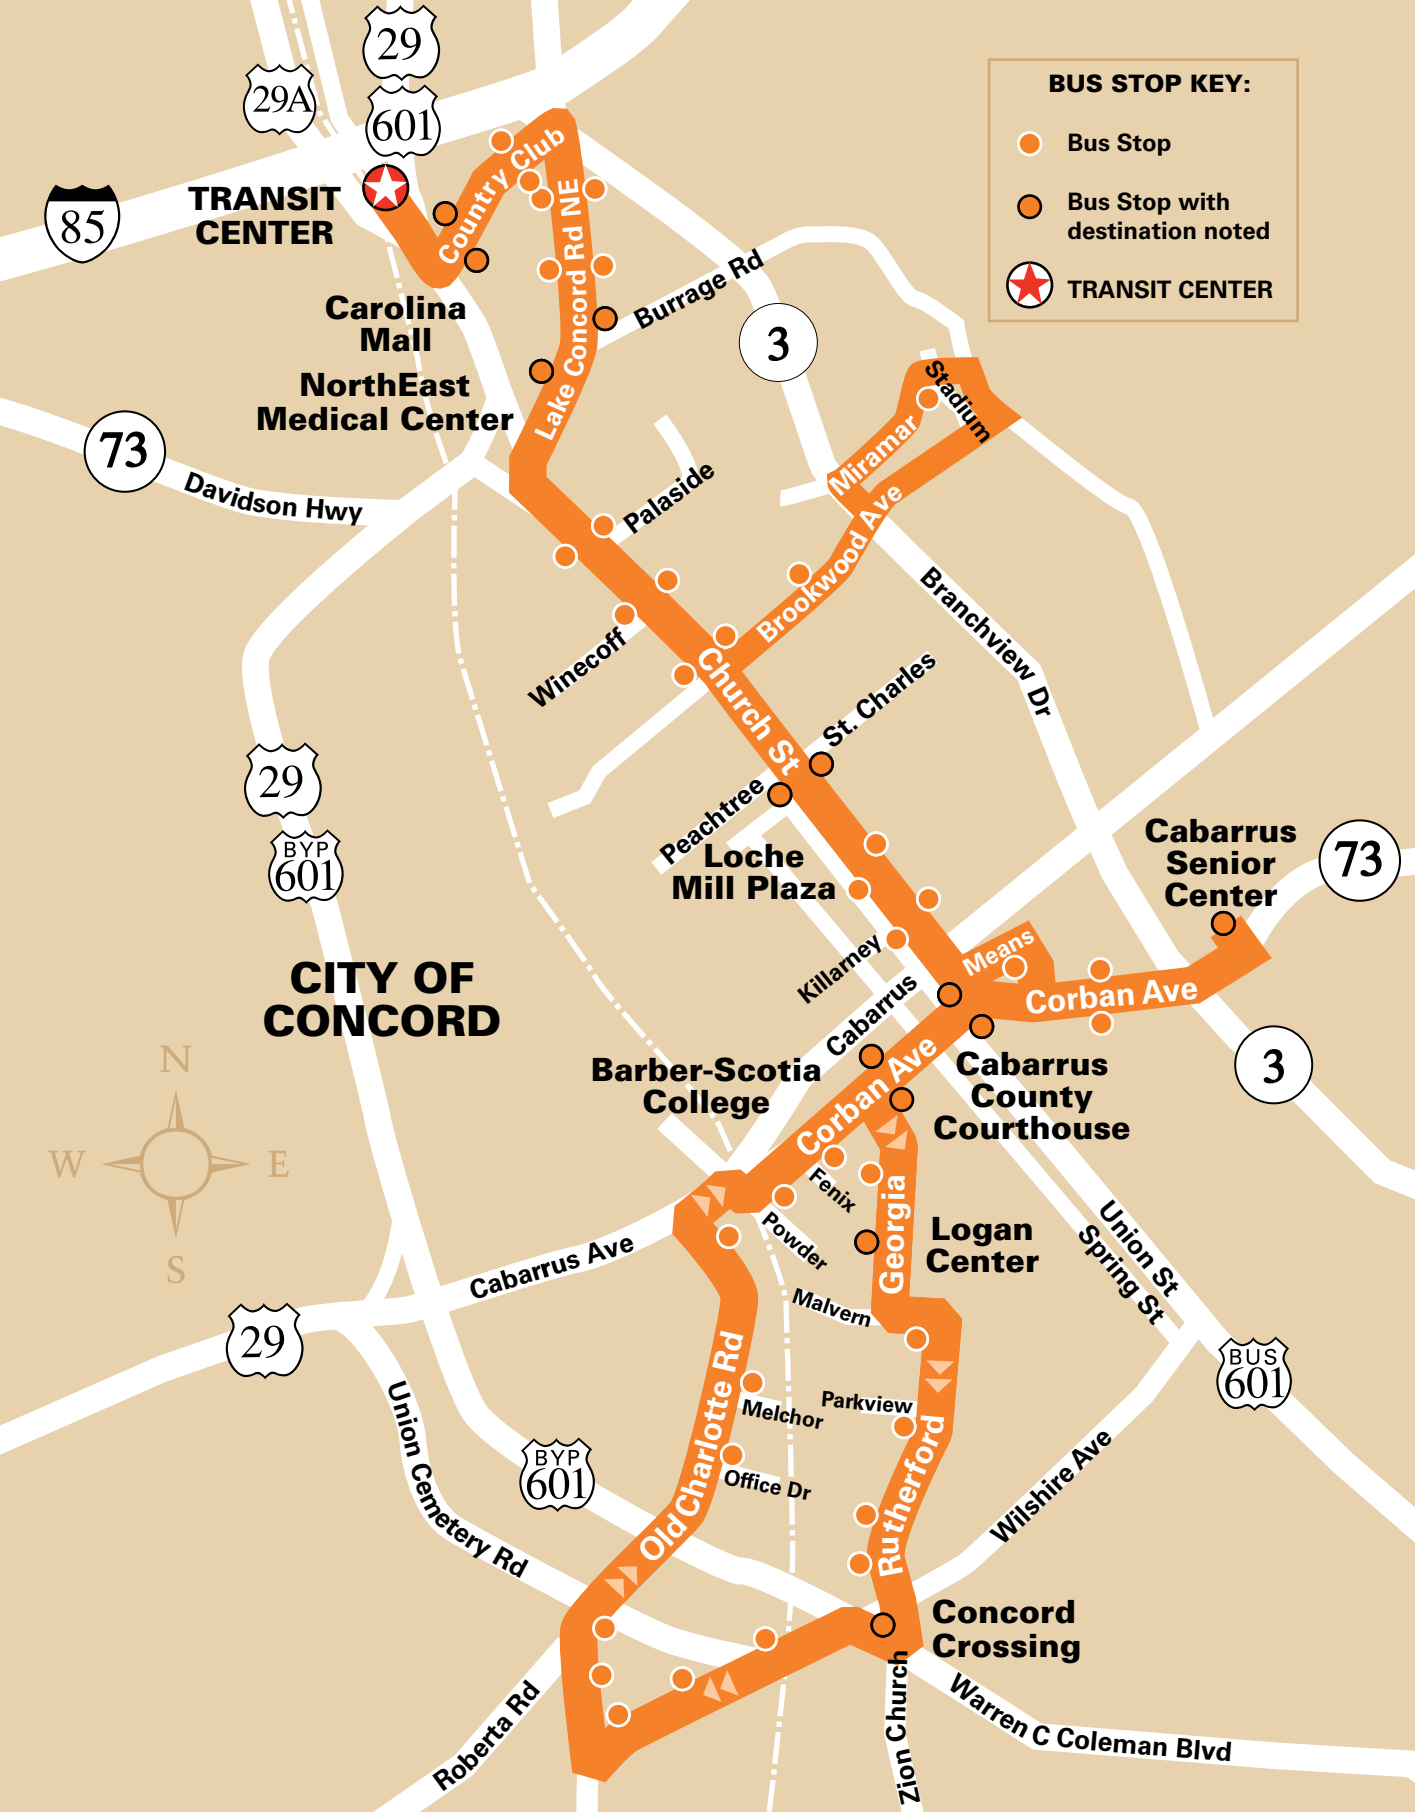 29
29A
601
BUS STOP KEY:
Bus Stop
Bus Stop with
destination noted
TRANSIT CENTER
TRANSIT
CENTER
85
Country Club
Lake Concord Rd NE
Burrage Rd
3
Carolina
Mall
NorthEast
Medical Center
Stadium
Miramar
73
Davidson Hwy
Palaside
Brookwood Ave
Branchview Dr
Winecoff
Church St
St. Charles
Peachtree
29
BYP
601
Loche
Mill Plaza
Cabarrus
Senior
Center
73
Killarney
Means
Corban Ave
CITY OF
CONCORD
Cabarrus
Barber-Scotia
College
Corban Ave
Cabarrus
County
Courthouse
3
N
W
E
S
Fenix
Georgia
Powder
Logan
Center
Union St
Spring St
Cabarrus Ave
Malvern
29
BUS
601
Old Charlotte Rd
Melchor
Parkview
Union Cemetery Rd
Office Dr
Rutherford
Wilshire Ave
BYP
601
Concord
Crossing
Roberta Rd
Zion Church
Warren C Coleman Blvd